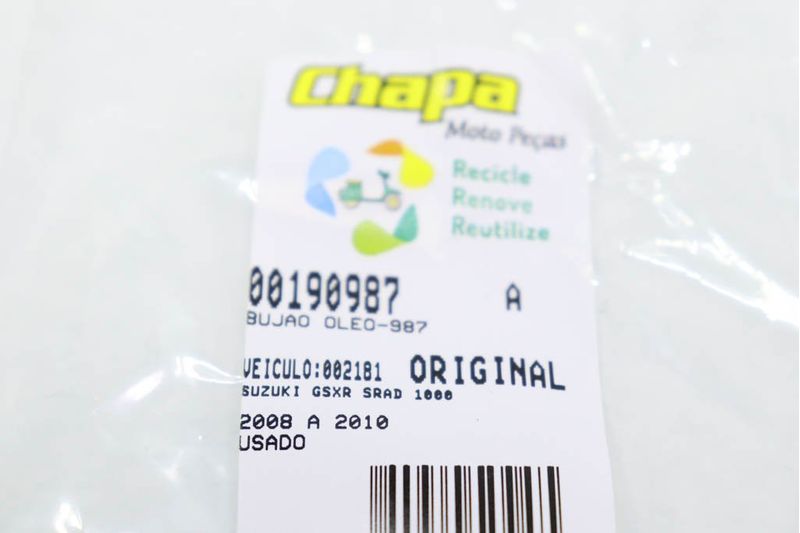 Chapa
Moto Peças
Recicle
Renove
Reutilize
00190987 A
BUJAO OLEO-987
VEICULO:002181 ORIGINAL
SUZUKI GSXR SRAD 1000
2008 A 2010
USADO